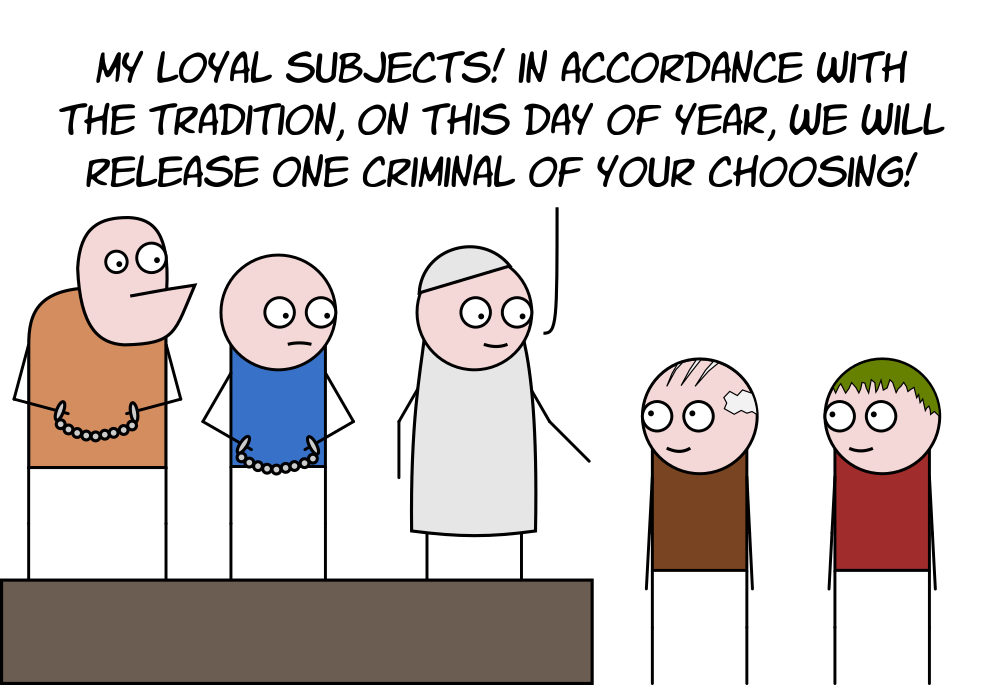 MY LOYAL SUBJECTS! IN ACCORDANCE WITH
THE TRADITION, ON THIS DAY OF YEAR, WE WILL
RELEASE ONE CRIMINAL OF YOUR CHOOSING!